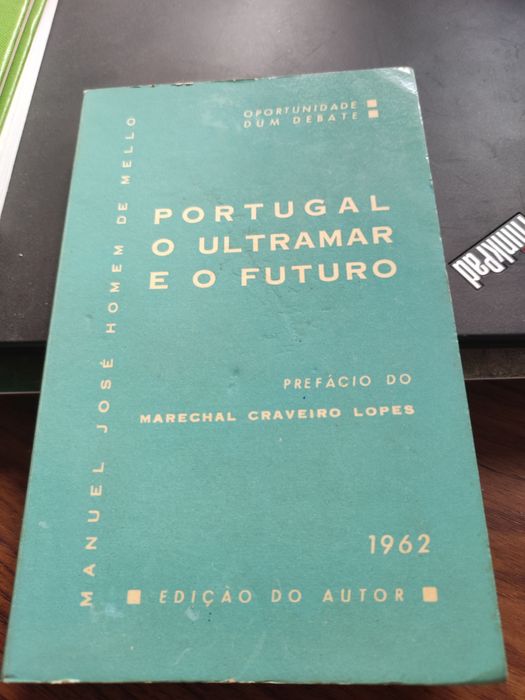 OPORTUNIDADE
DUM DEBATE
PORTUGAL
O ULTRAMAR
E O FUTURO
MANUEL JOSÉ HOMEM DE MELLO
PREFÁCIO DO
MARECHAL CRAVEIRO LOPES
1962
EDIÇÃO DO AUTOR
ThinkPad